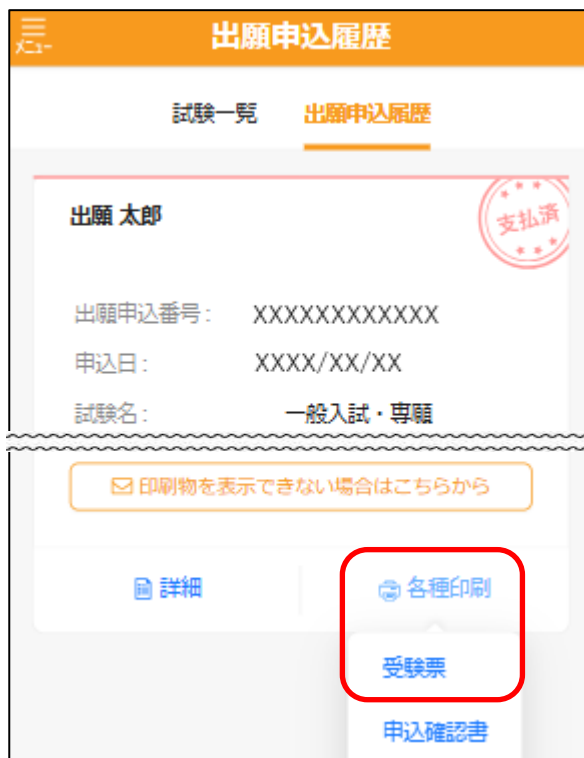 出願申込履歴
メニュー
試験一覧 出願申込履歴
出願 太郎
支払済
出願申込番号: XXXXXXXXXXXX
申込日: XXXX/XX/XX
試験名: 一般入試・専願
印刷物を表示できない場合はこちらから
詳細 各種印刷
受験票
申込確認書